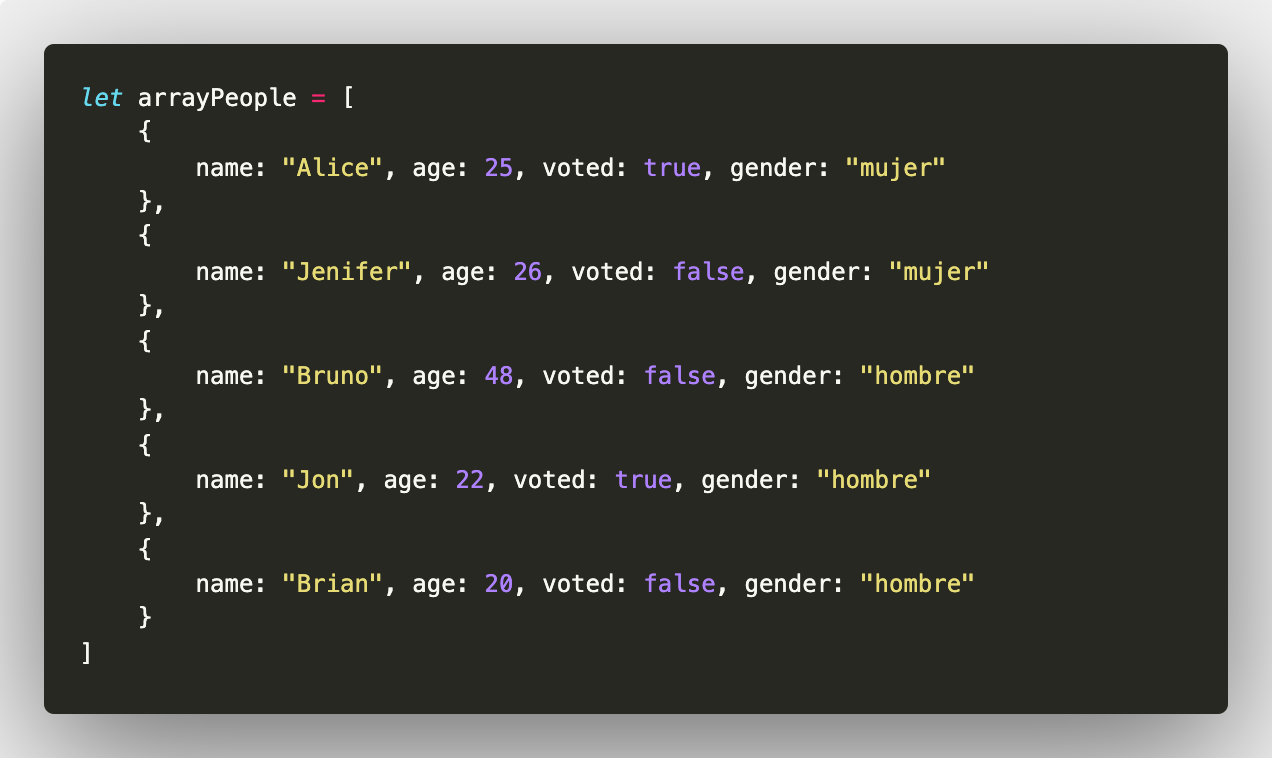 let arrayPeople = [
    {
        name: "Alice", age: 25, voted: true, gender: "mujer"
    },
    {
        name: "Jenifer", age: 26, voted: false, gender: "mujer"
    },
    {
        name: "Bruno", age: 48, voted: false, gender: "hombre"
    },
    {
        name: "Jon", age: 22, voted: true, gender: "hombre"
    },
    {
        name: "Brian", age: 20, voted: false, gender: "hombre"
    }
]